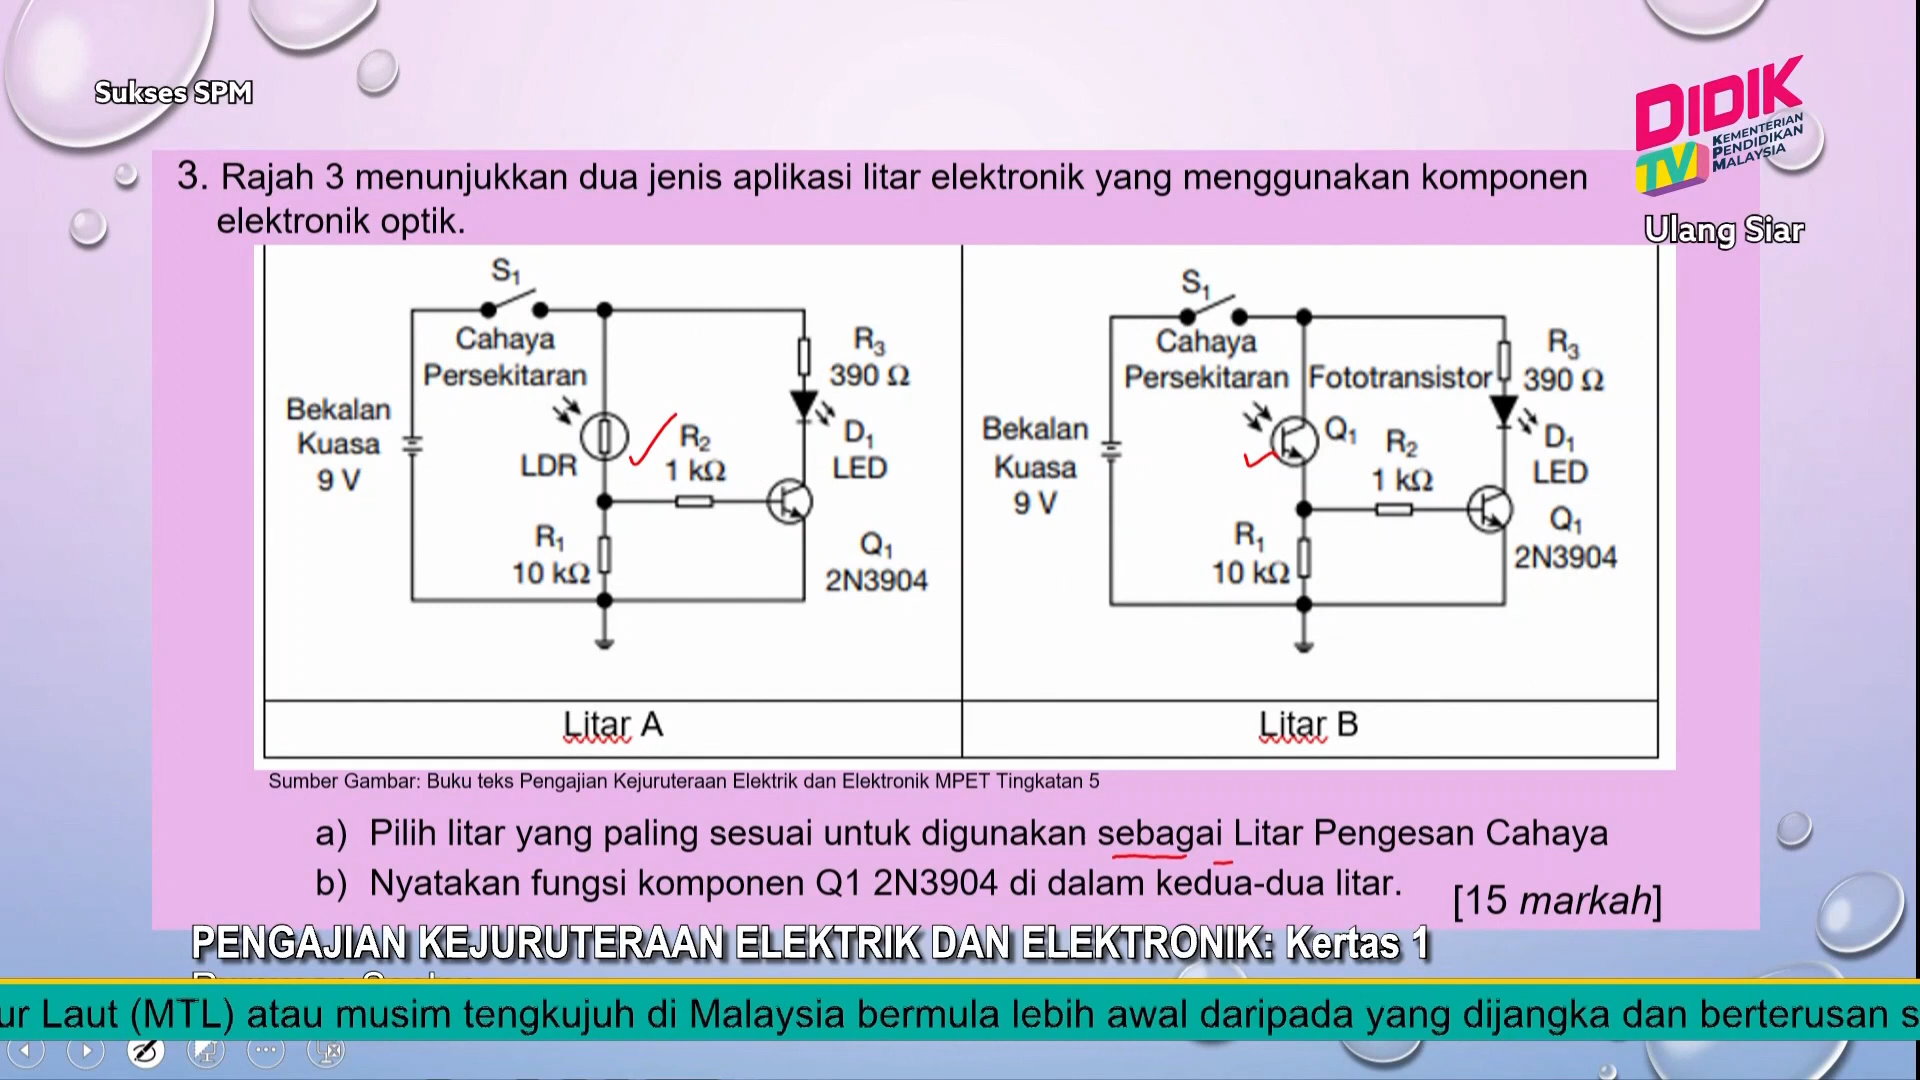 Sukses SPM
DIDIK
TV
KEMENTERIAN
PENDIDIKAN
MALAYSIA
Ulang Siar
3. Rajah 3 menunjukkan dua jenis aplikasi litar elektronik yang menggunakan komponen
elektronik optik.
S1
Cahaya
Persekitaran
Bekalan
Kuasa
9 V
LDR
R2
1 kΩ
R3
390 Ω
D1
LED
R1
10 kΩ
Q1
2N3904
Litar A
S1
Cahaya
Persekitaran
Fototransistor
Bekalan
Kuasa
9 V
Q1
R2
1 kΩ
R3
390 Ω
D1
LED
R1
10 kΩ
Q1
2N3904
Litar B
Sumber Gambar: Buku teks Pengajian Kejuruteraan Elektrik dan Elektronik MPET Tingkatan 5
a) Pilih litar yang paling sesuai untuk digunakan sebagai Litar Pengesan Cahaya
b) Nyatakan fungsi komponen Q1 2N3904 di dalam kedua-dua litar.
[15 markah]
PENGAJIAN KEJURUTERAAN ELEKTRIK DAN ELEKTRONIK: Kertas 1
ur Laut (MTL) atau musim tengkujuh di Malaysia bermula lebih awal daripada yang dijangka dan berterusan s